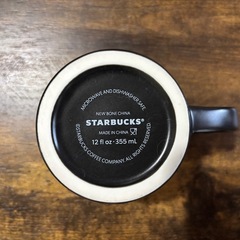 MICROWAVE AND DISHWASHER SAFE
NEW BONE CHINA
STARBUCKS®
MADE IN CHINA
12 fl oz · 355 mL
©STARBUCKS COFFEE COMPANY. ALL RIGHTS RESERVED.